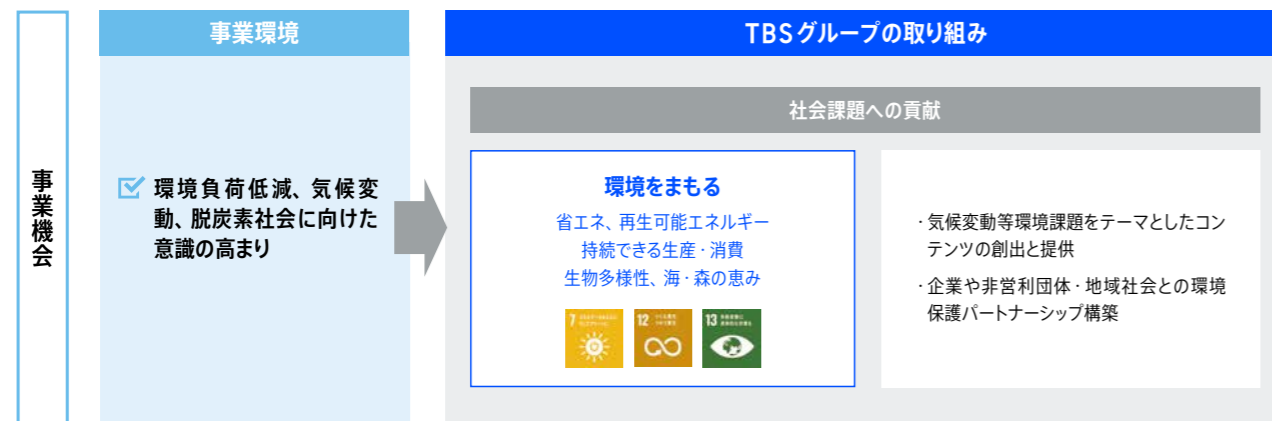 事業機会
事業環境
環境負荷低減、気候変
動、脱炭素社会に向けた
意識の高まり
TBSグループの取り組み
社会課題への貢献
環境をまもる
省エネ、再生可能エネルギー
持続できる生産・消費
生物多様性、海・森の恵み
7
12
13
・気候変動等環境課題をテーマとしたコン
テンツの創出と提供
・企業や非営利団体・地域社会との環境
保護パートナーシップ構築